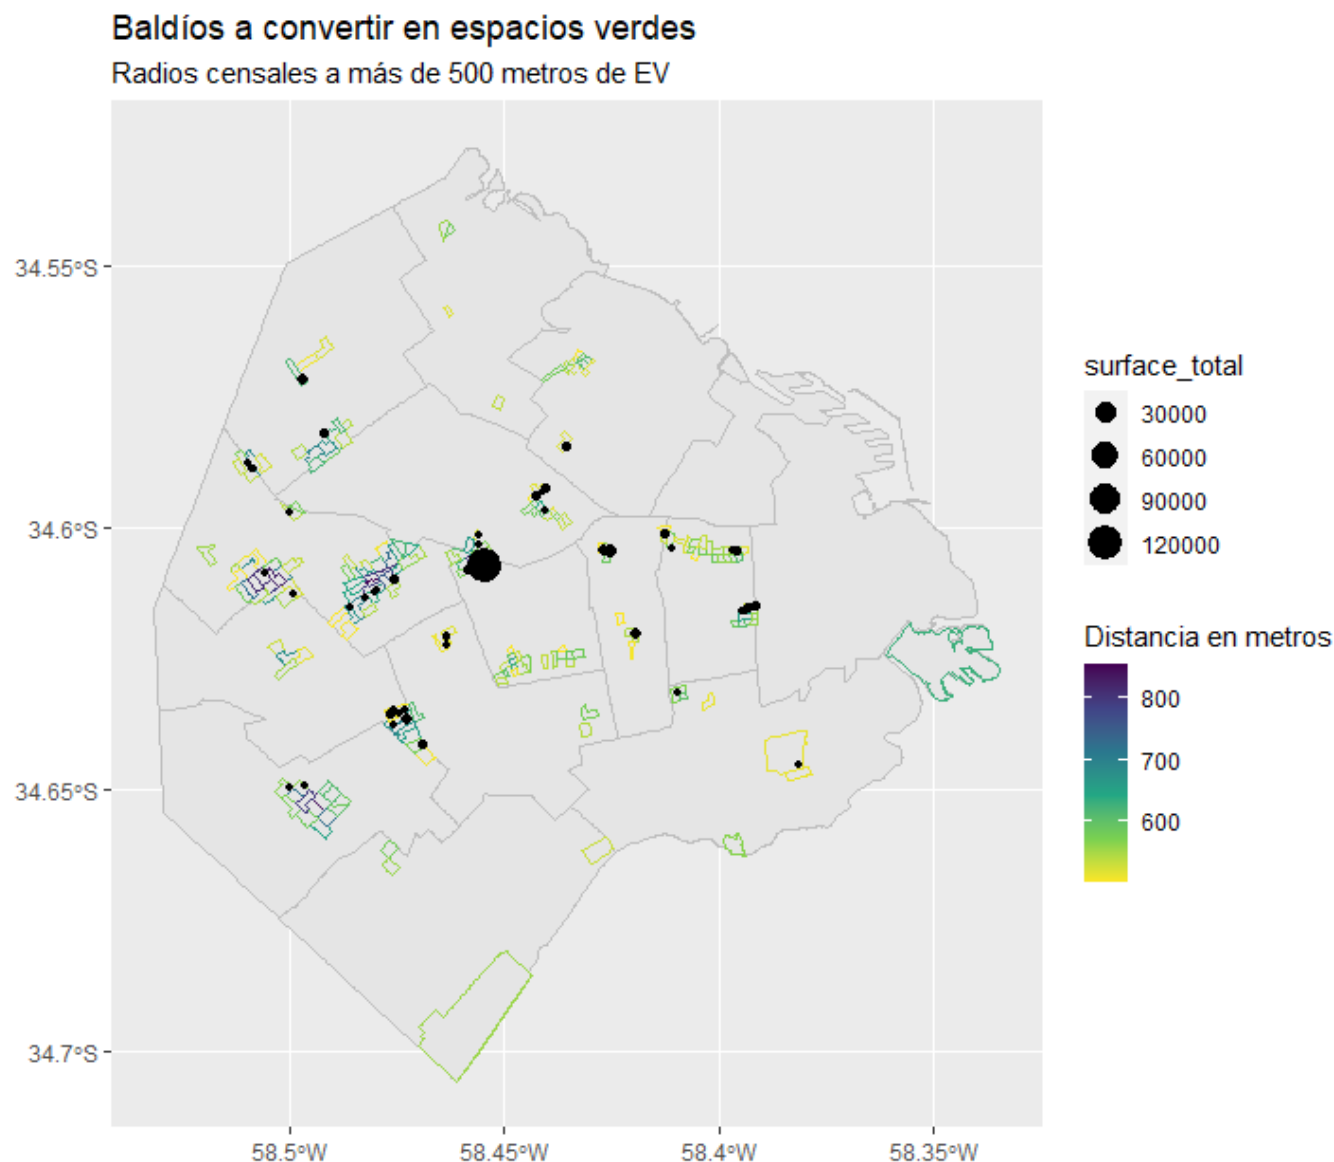 Baldíos a convertir en espacios verdes
Radios censales a más de 500 metros de EV
34.55°S
34.6°S
34.65°S
34.7°S
58.5°W
58.45°W
58.4°W
58.35°W
surface_total
30000
60000
90000
120000
Distancia en metros
800
700
600